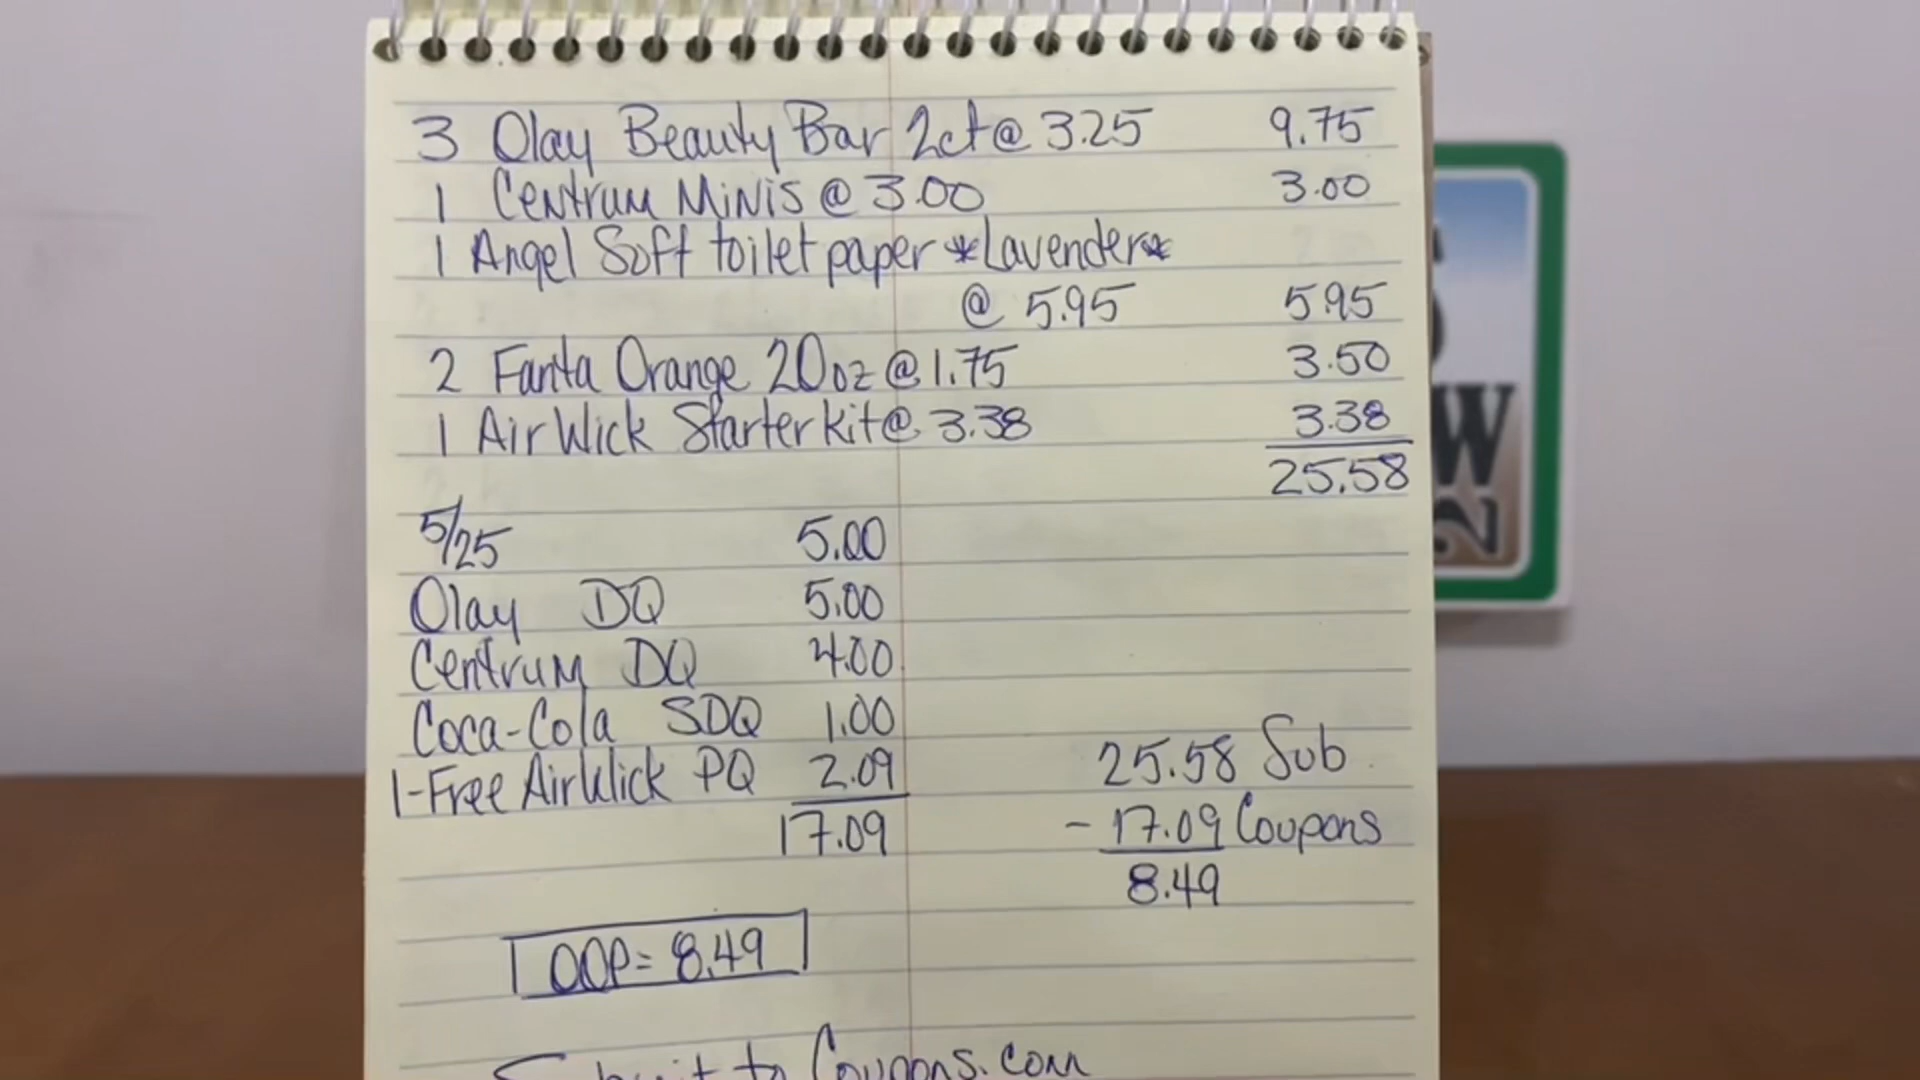 3 Olay Beauty Bar 2ct @ 3.25 9.75
1 Centrum Minis @ 3.00 3.00
1 Angel Soft toilet paper *Lavender*
@ 5.95 5.95
2 Fanta Orange 20oz @ 1.75 3.50
1 AirWick Starter kit @ 3.38 3.38
25.58
5/25 5.00
Olay DQ 5.00
Centrum DQ 4.00
Coca-Cola SDQ 1.00
1-Free AirWick PQ 2.09
17.09
25.58 Sub
- 17.09 Coupons
8.49
OOP= 8.49
Submit to Coupons.com